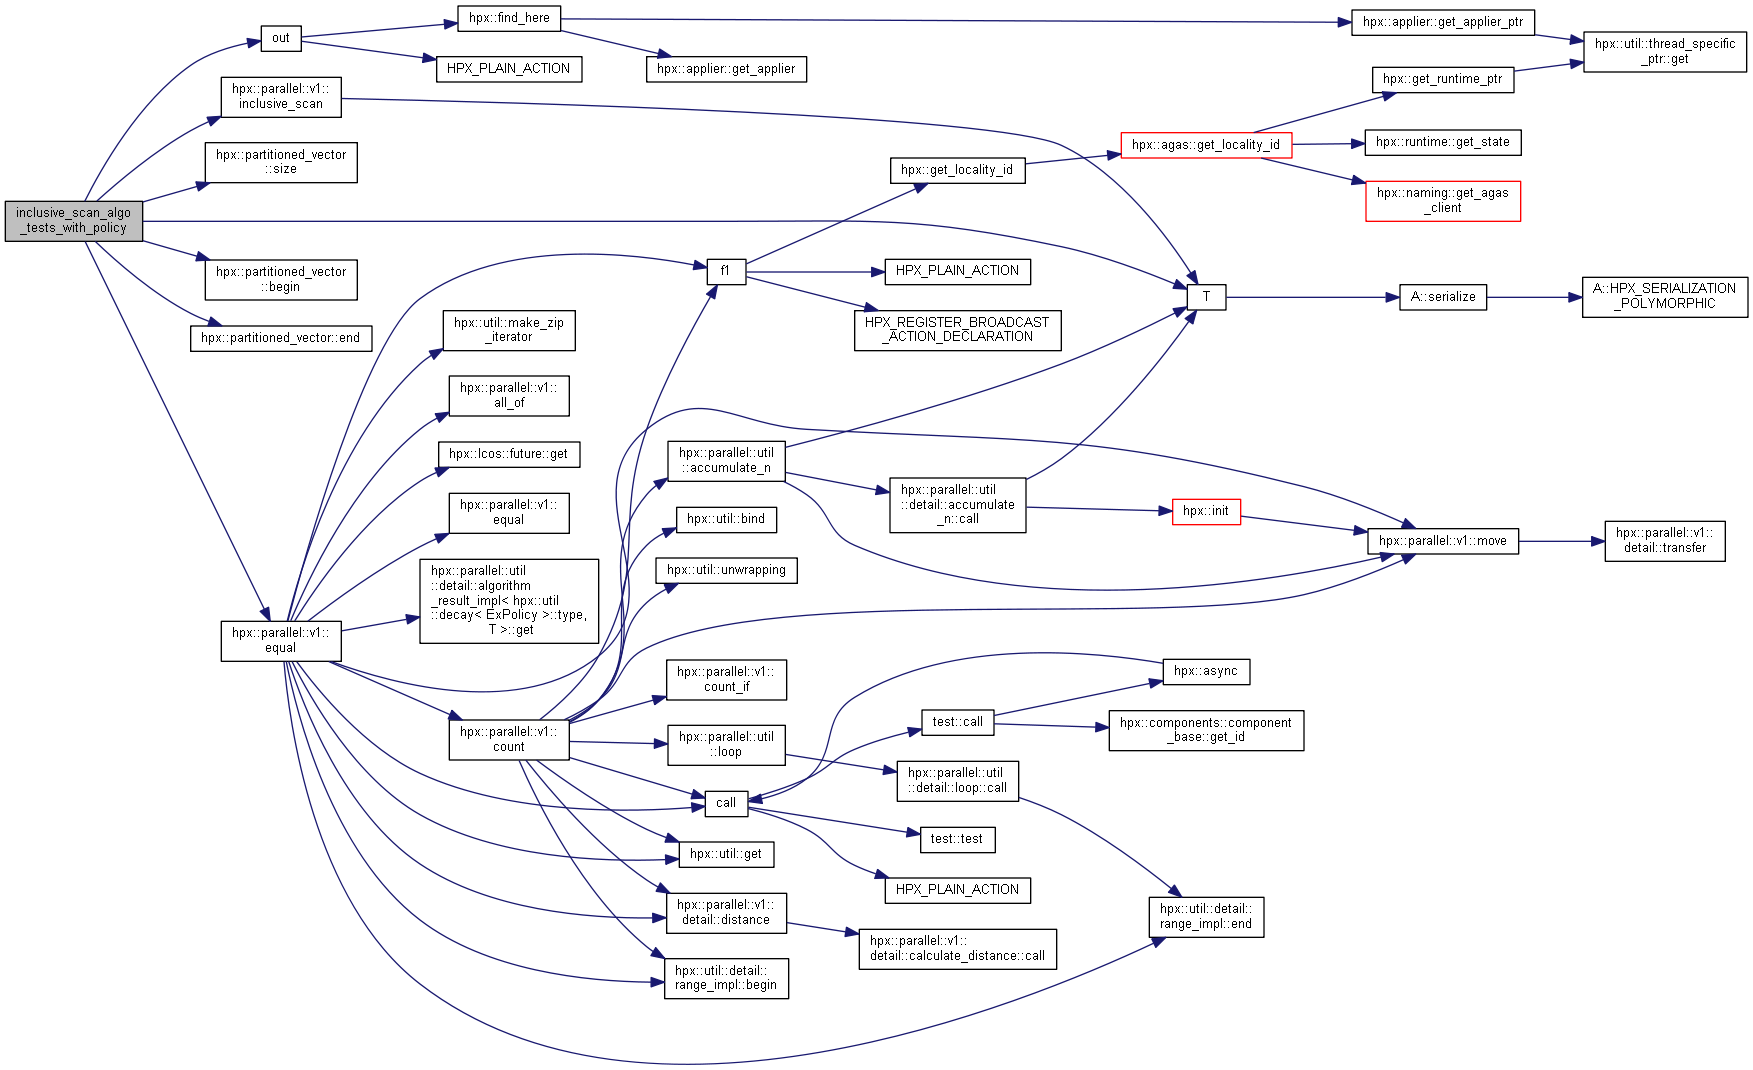 inclusive_scan_algo
_tests_with_policy
out
hpx::parallel::v1::
inclusive_scan
hpx::partitioned_vector
::size
hpx::partitioned_vector
::begin
hpx::partitioned_vector::end
hpx::parallel::v1::
equal
hpx::find_here
HPX_PLAIN_ACTION
hpx::util::make_zip
_iterator
hpx::parallel::v1::
all_of
hpx::lcos::future::get
hpx::parallel::v1::
equal
hpx::parallel::util
::detail::algorithm
_result_impl< hpx::util
::decay< ExPolicy >::type,
T >::get
hpx::parallel::v1::
count
hpx::applier::get_applier
f1
hpx::parallel::util
::accumulate_n
hpx::util::bind
hpx::util::unwrapping
hpx::parallel::v1::
count_if
hpx::parallel::util
::loop
call
hpx::util::get
hpx::parallel::v1::
detail::distance
hpx::util::detail::
range_impl::begin
hpx::get_locality_id
HPX_PLAIN_ACTION
HPX_REGISTER_BROADCAST
_ACTION_DECLARATION
hpx::parallel::util
::detail::accumulate
_n::call
test::call
hpx::parallel::util
::detail::loop::call
test::test
HPX_PLAIN_ACTION
hpx::parallel::v1::
detail::calculate_distance::call
hpx::agas::get_locality_id
T
hpx::init
hpx::async
hpx::components::component
_base::get_id
hpx::util::detail::
range_impl::end
hpx::applier::get_applier_ptr
hpx::get_runtime_ptr
hpx::runtime::get_state
hpx::naming::get_agas
_client
A::serialize
hpx::parallel::v1::move
hpx::util::thread_specific
_ptr::get
A::HPX_SERIALIZATION
_POLYMORPHIC
hpx::parallel::v1::
detail::transfer